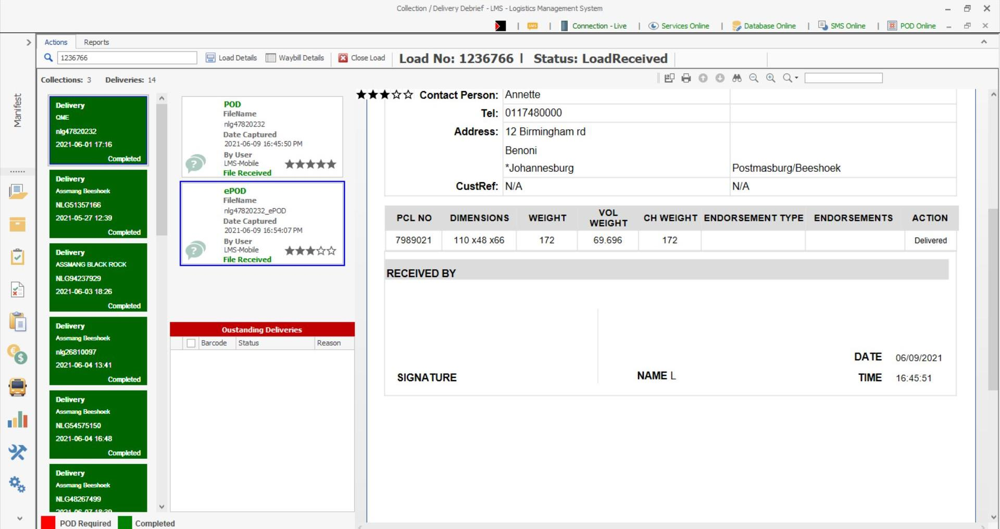 Collection / Delivery Debrief - LMS - Logistics Management System
SMS | Connection - Live | Services Online | Database Online | SMS Online | POD Online
Manifest
Actions Reports
1236766 Load Details Waybill Details Close Load Load No: 1236766 | Status: LoadReceived
Collections: 3 Deliveries: 14
Delivery
QME
nlg47820232
2021-06-01 17:16
Completed
Delivery
Assmang Beeshoek
NLG51357166
2021-05-27 12:39
Completed
Delivery
ASSMANG BLACK ROCK
NLG94237929
2021-06-03 18:26
Completed
Delivery
Assmang Beeshoek
nlg26810097
2021-06-04 13:41
Completed
Delivery
Assmang Beeshoek
NLG54575150
2021-06-04 16:48
Completed
Delivery
Assmang Beeshoek
NLG48267499
2021-06-07 18:39
POD Required Completed
POD
FileName
nlg47820232
Date Captured
2021-06-09 16:45:50 PM
By User
LMS-Mobile
File Received
ePOD
FileName
nlg47820232_ePOD
Date Captured
2021-06-09 16:54:07 PM
By User
LMS-Mobile
File Received
Oustanding Deliveries
Barcode Status Reason
Contact Person: Annette
Tel: 0117480000
Address: 12 Birmingham rd
Benoni
*Johannesburg Postmasburg/Beeshoek
CustRef: N/A N/A
PCL NO DIMENSIONS WEIGHT VOL WEIGHT CH WEIGHT ENDORSEMENT TYPE ENDORSEMENTS ACTION
7989021 110 x48 x66 172 69.696 172 Delivered
RECEIVED BY
DATE 06/09/2021
SIGNATURE NAME L TIME 16:45:51